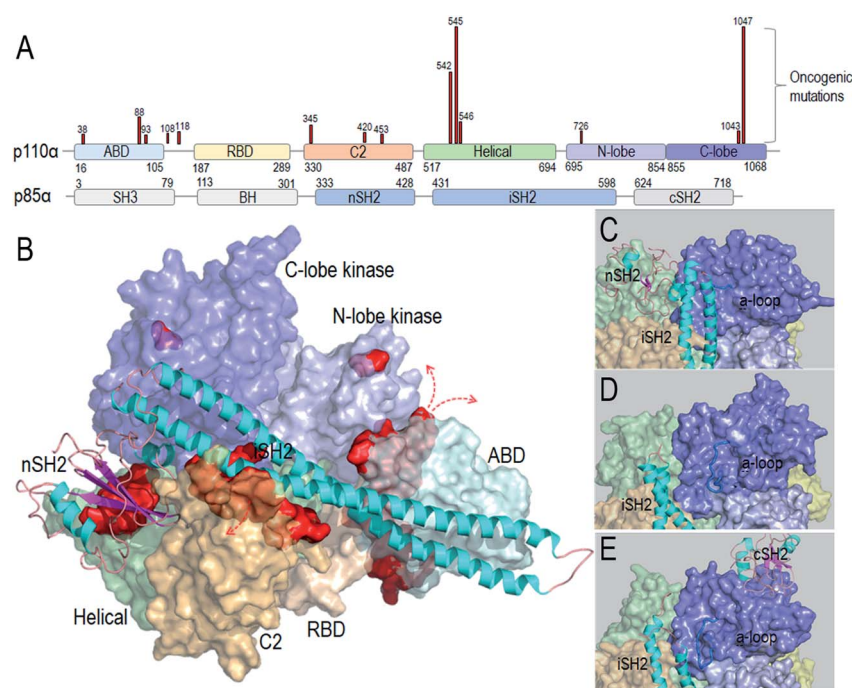 A
545
1047
542
Oncogenic
mutations
88
38
93
108
118
345
420
453
546
726
1043
p110α
ABD
RBD
C2
Helical
N-lobe
C-lobe
16
105
187
289
330
487
517
694
695
854
855
1068
3
79
113
301
333
428
431
598
624
718
p85α
SH3
BH
nSH2
iSH2
cSH2
B
C-lobe kinase
N-lobe kinase
nSH2
iSH2
ABD
Helical
C2
RBD
C
nSH2
a-loop
iSH2
D
a-loop
iSH2
E
cSH2
a-loop
iSH2